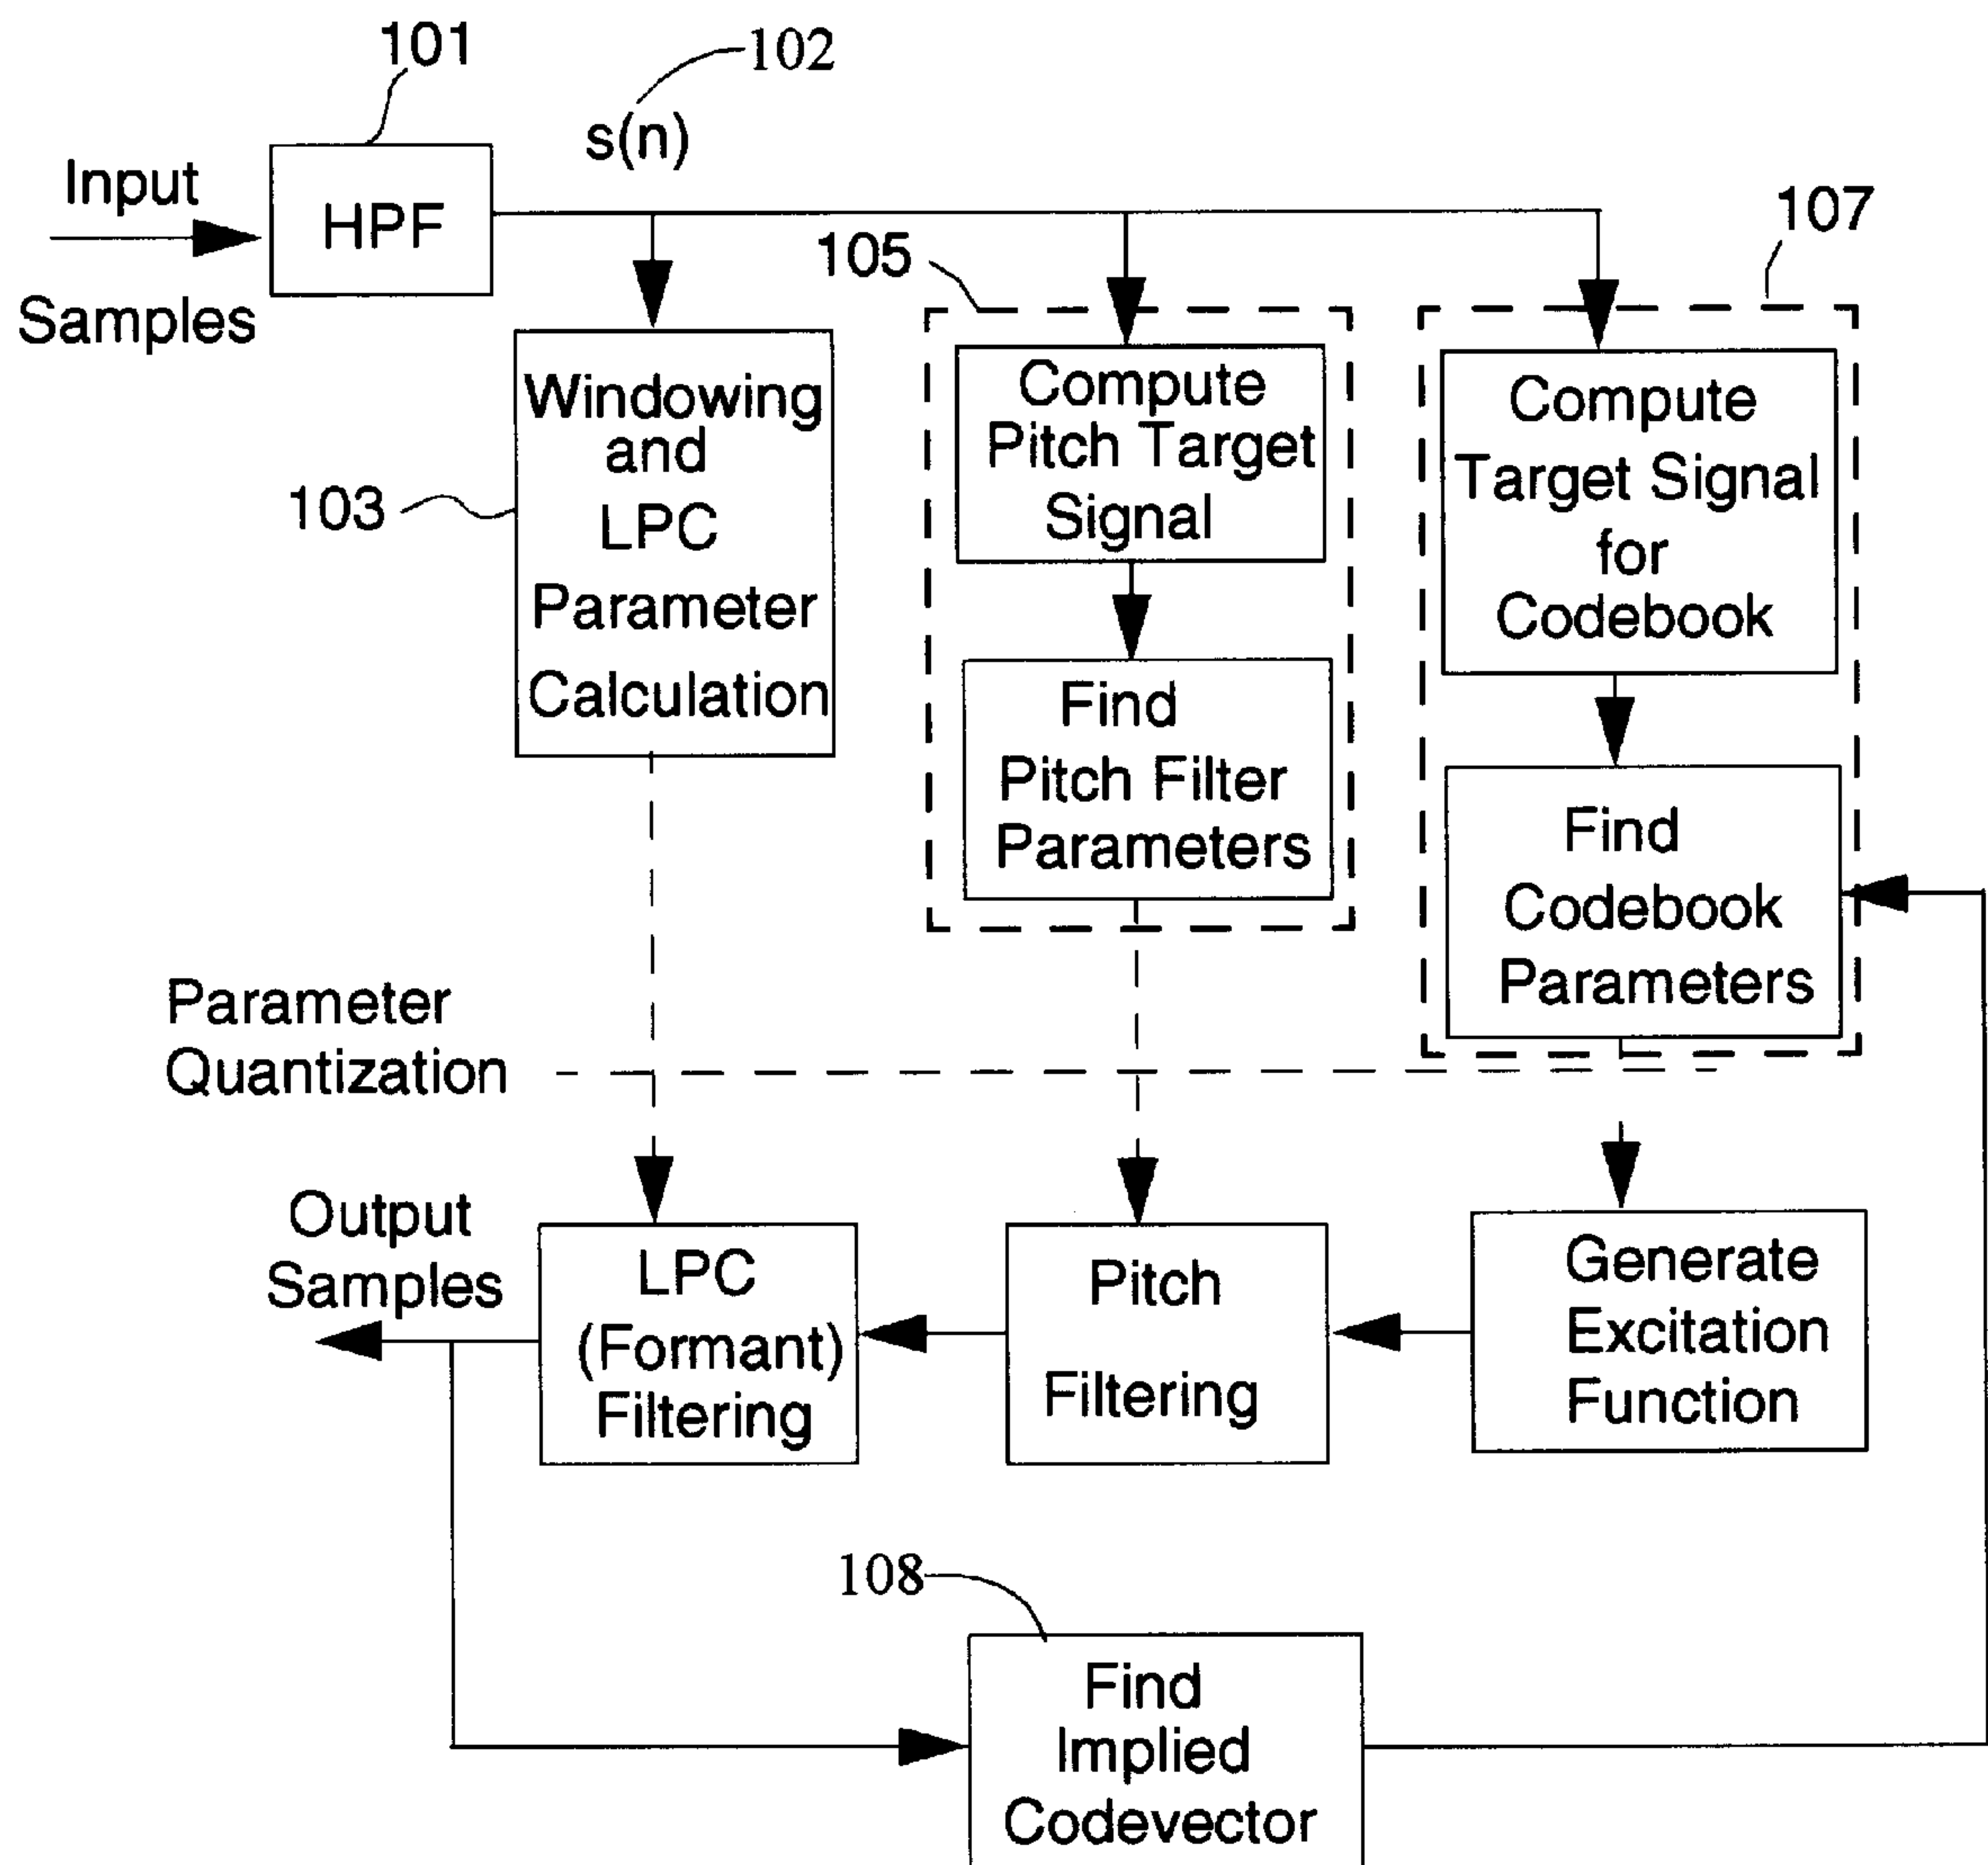 101
102
s(n)
Input
Samples
HPF
105
107
103
Windowing
and
LPC
Parameter
Calculation
Compute
Pitch Target
Signal
Compute
Target Signal
for
Codebook
Find
Pitch Filter
Parameters
Find
Codebook
Parameters
Parameter
Quantization
Output
Samples
LPC
(Formant)
Filtering
Pitch
Filtering
Generate
Excitation
Function
108
Find
Implied
Codevector